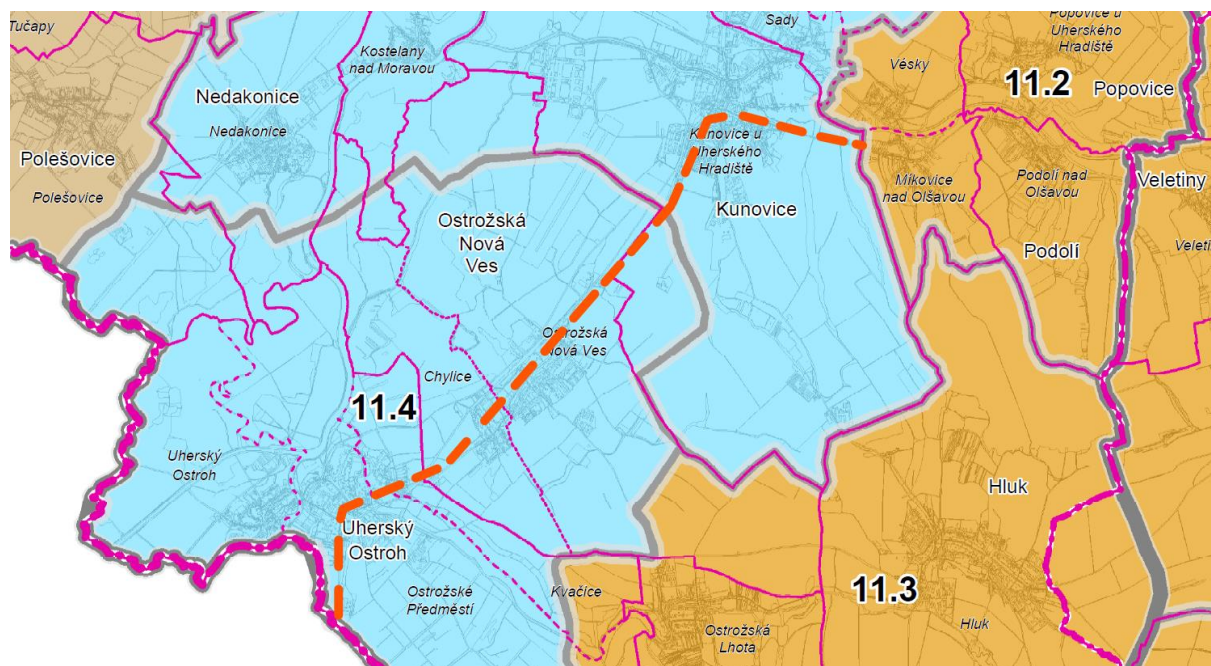 Tučapy
Sady
Popovice u
Uherského
Hradiště
Kostelany
nad Moravou
Vésky
11.2
Popovice
Nedakonice
Nedakonice
Kunovice u
Uherského
Hradiště
Polešovice
Polešovice
Míkovice
nad Olšavou
Podolí nad
Olšavou
Veletiny
Ostrožská
Nová
Ves
Kunovice
Podolí
Ostrožská
Nová Ves
Chylice
11.4
Uherský
Ostroh
Hluk
Uherský
Ostroh
Ostrožské
Předměstí
Kvačice
11.3
Ostrožská
Lhota
Hluk